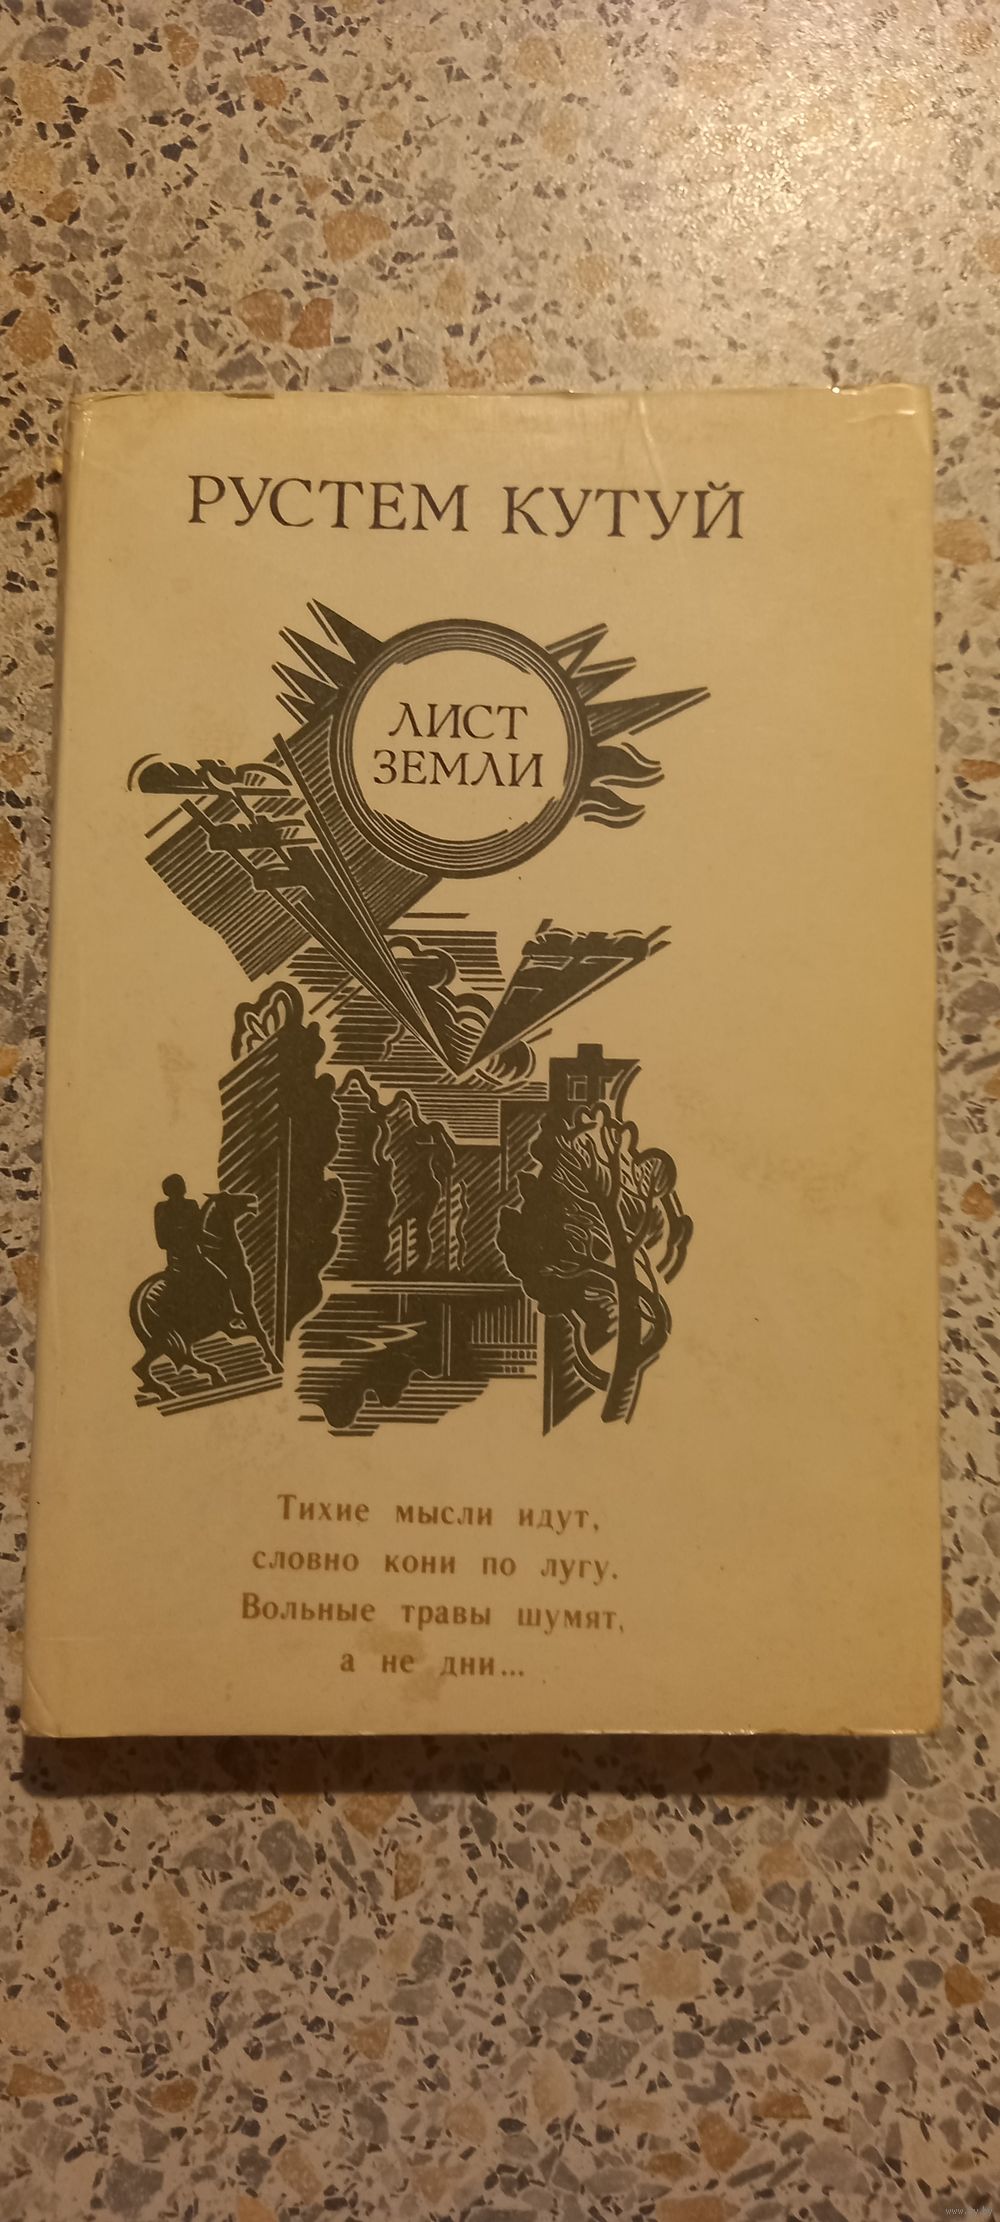 РУСТЕМ КУТУЙ
ЛИСТ
ЗЕМЛИ
Тихие мысли идут,
словно кони по лугу.
Вольные травы шумят,
а не дни...